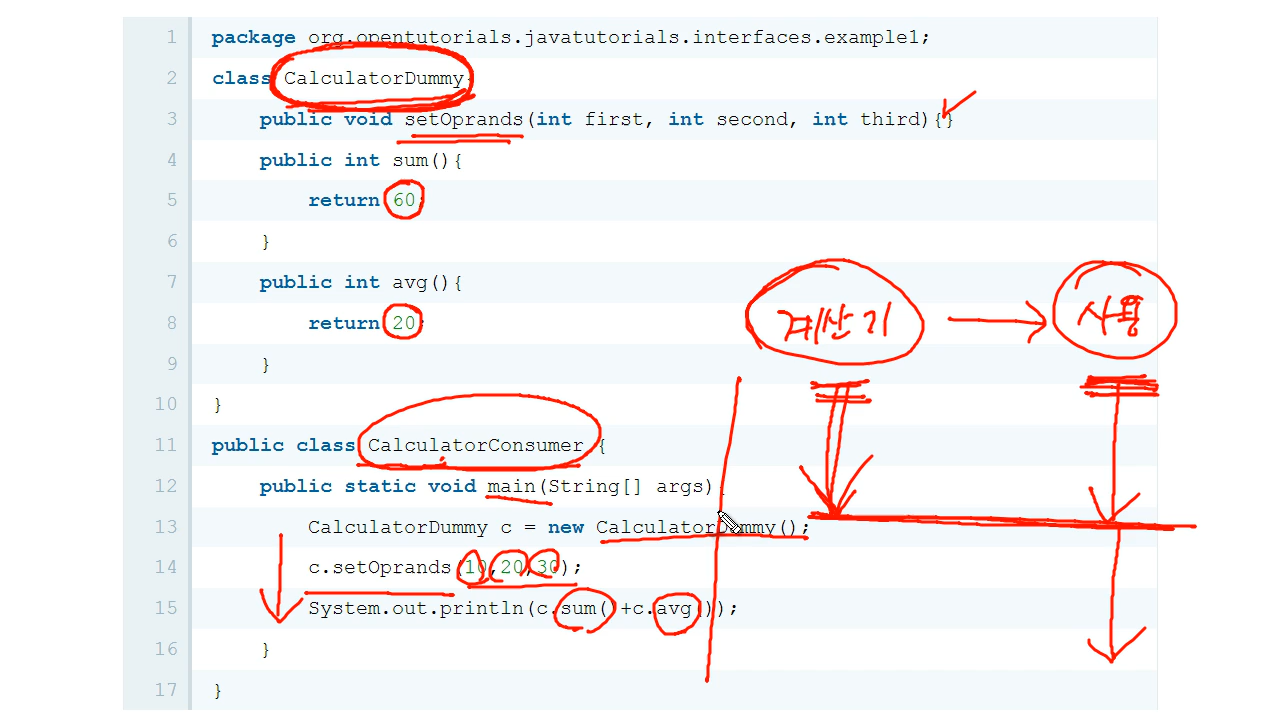 1 package org.opentutorials.javatutorials.interfaces.example1;
2 class CalculatorDummy{
3 public void setOprands(int first, int second, int third){}
4 public int sum(){
5 return 60;
6 }
7 public int avg(){
8 return 20;
9 }
10 }
11 public class CalculatorConsumer {
12 public static void main(String[] args){
13 CalculatorDummy c = new CalculatorDummy();
14 c.setOprands(10,20,30);
15 System.out.println(c.sum()+c.avg());
16 }
17 }
계산기
사용